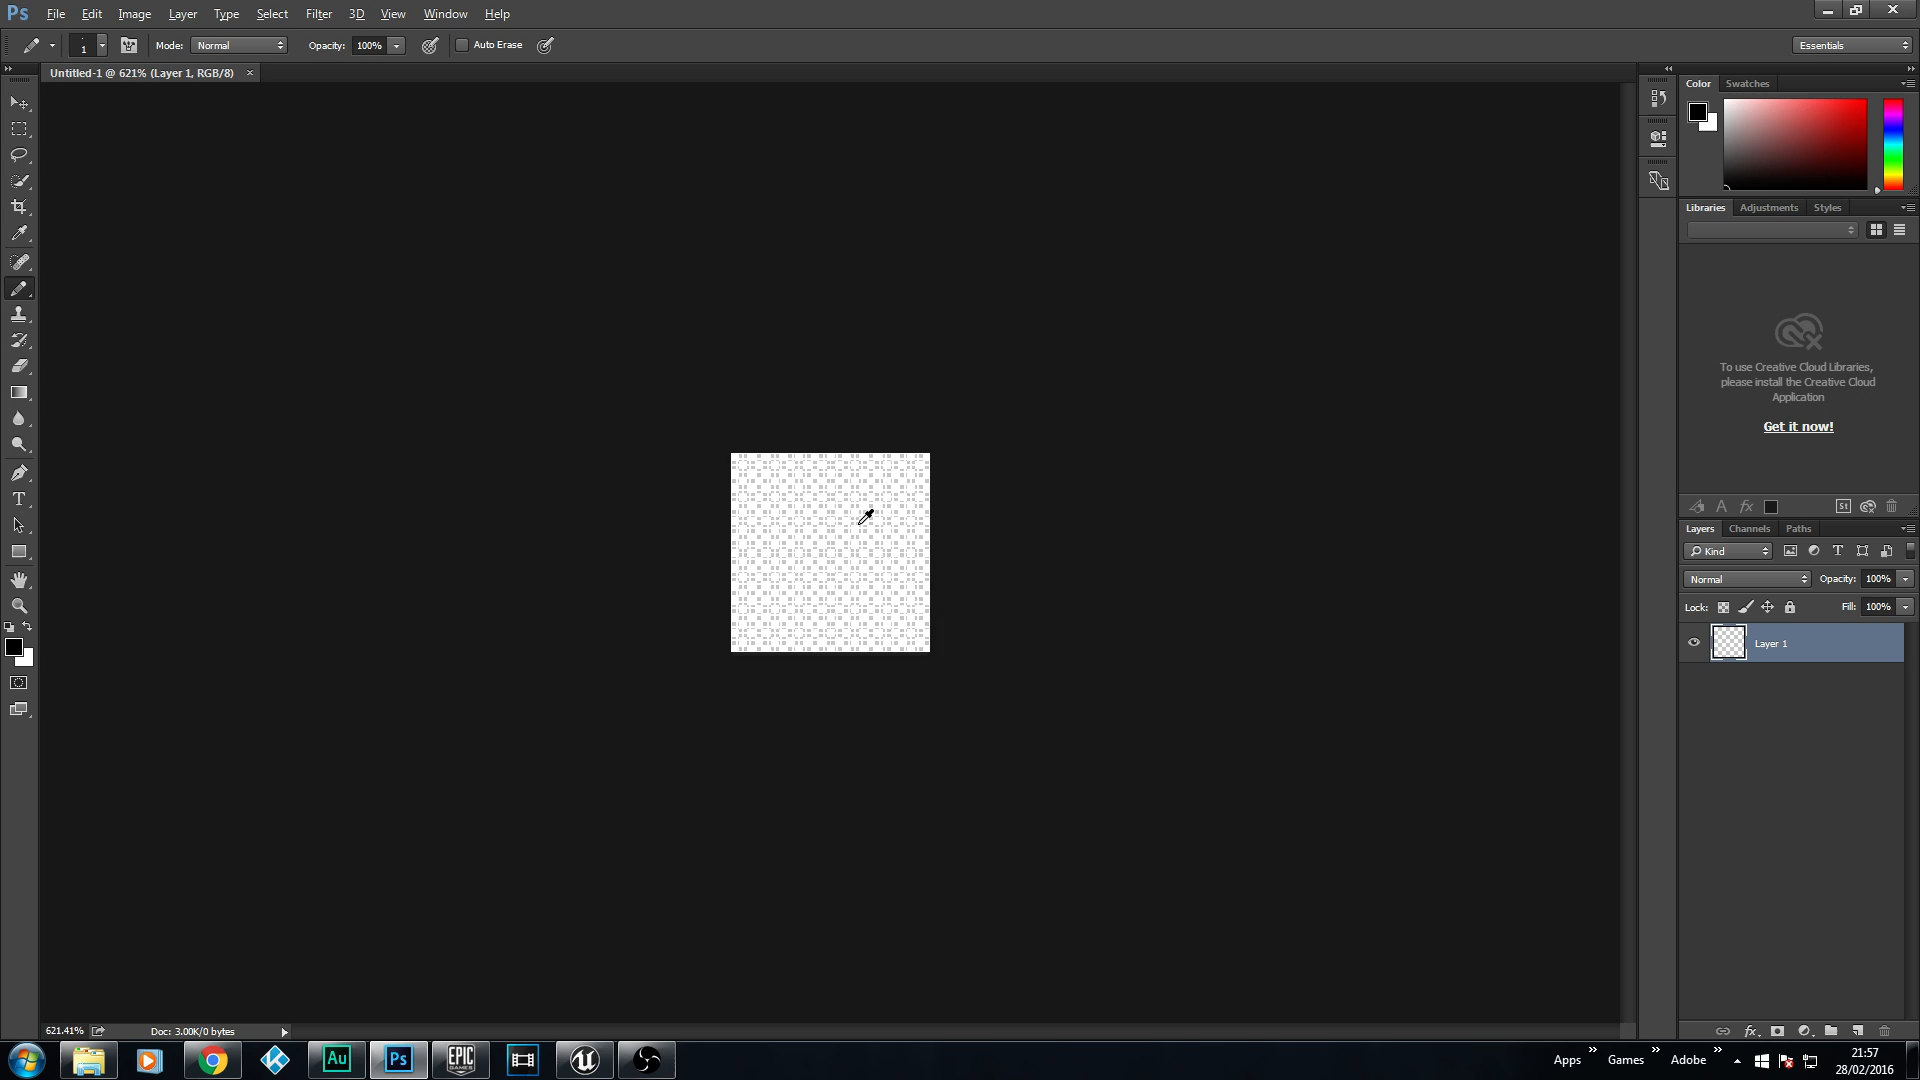 Ps File Edit Image Layer Type Select Filter 3D View Window Help
1 Mode: Normal Opacity: 100% Auto Erase Essentials
Untitled-1 @ 621% (Layer 1, RGB/8) ×
Color Swatches
Libraries Adjustments Styles
To use Creative Cloud Libraries,
please install the Creative Cloud
Application
Get it now!
A fx St
Layers Channels Paths
Kind T
Normal Opacity: 100%
Lock: Fill: 100%
Layer 1
T
621.41% Doc: 3.00K/0 bytes
fx
Au Ps EPIC GAMES Apps » Games » Adobe » 21:57
28/02/2016